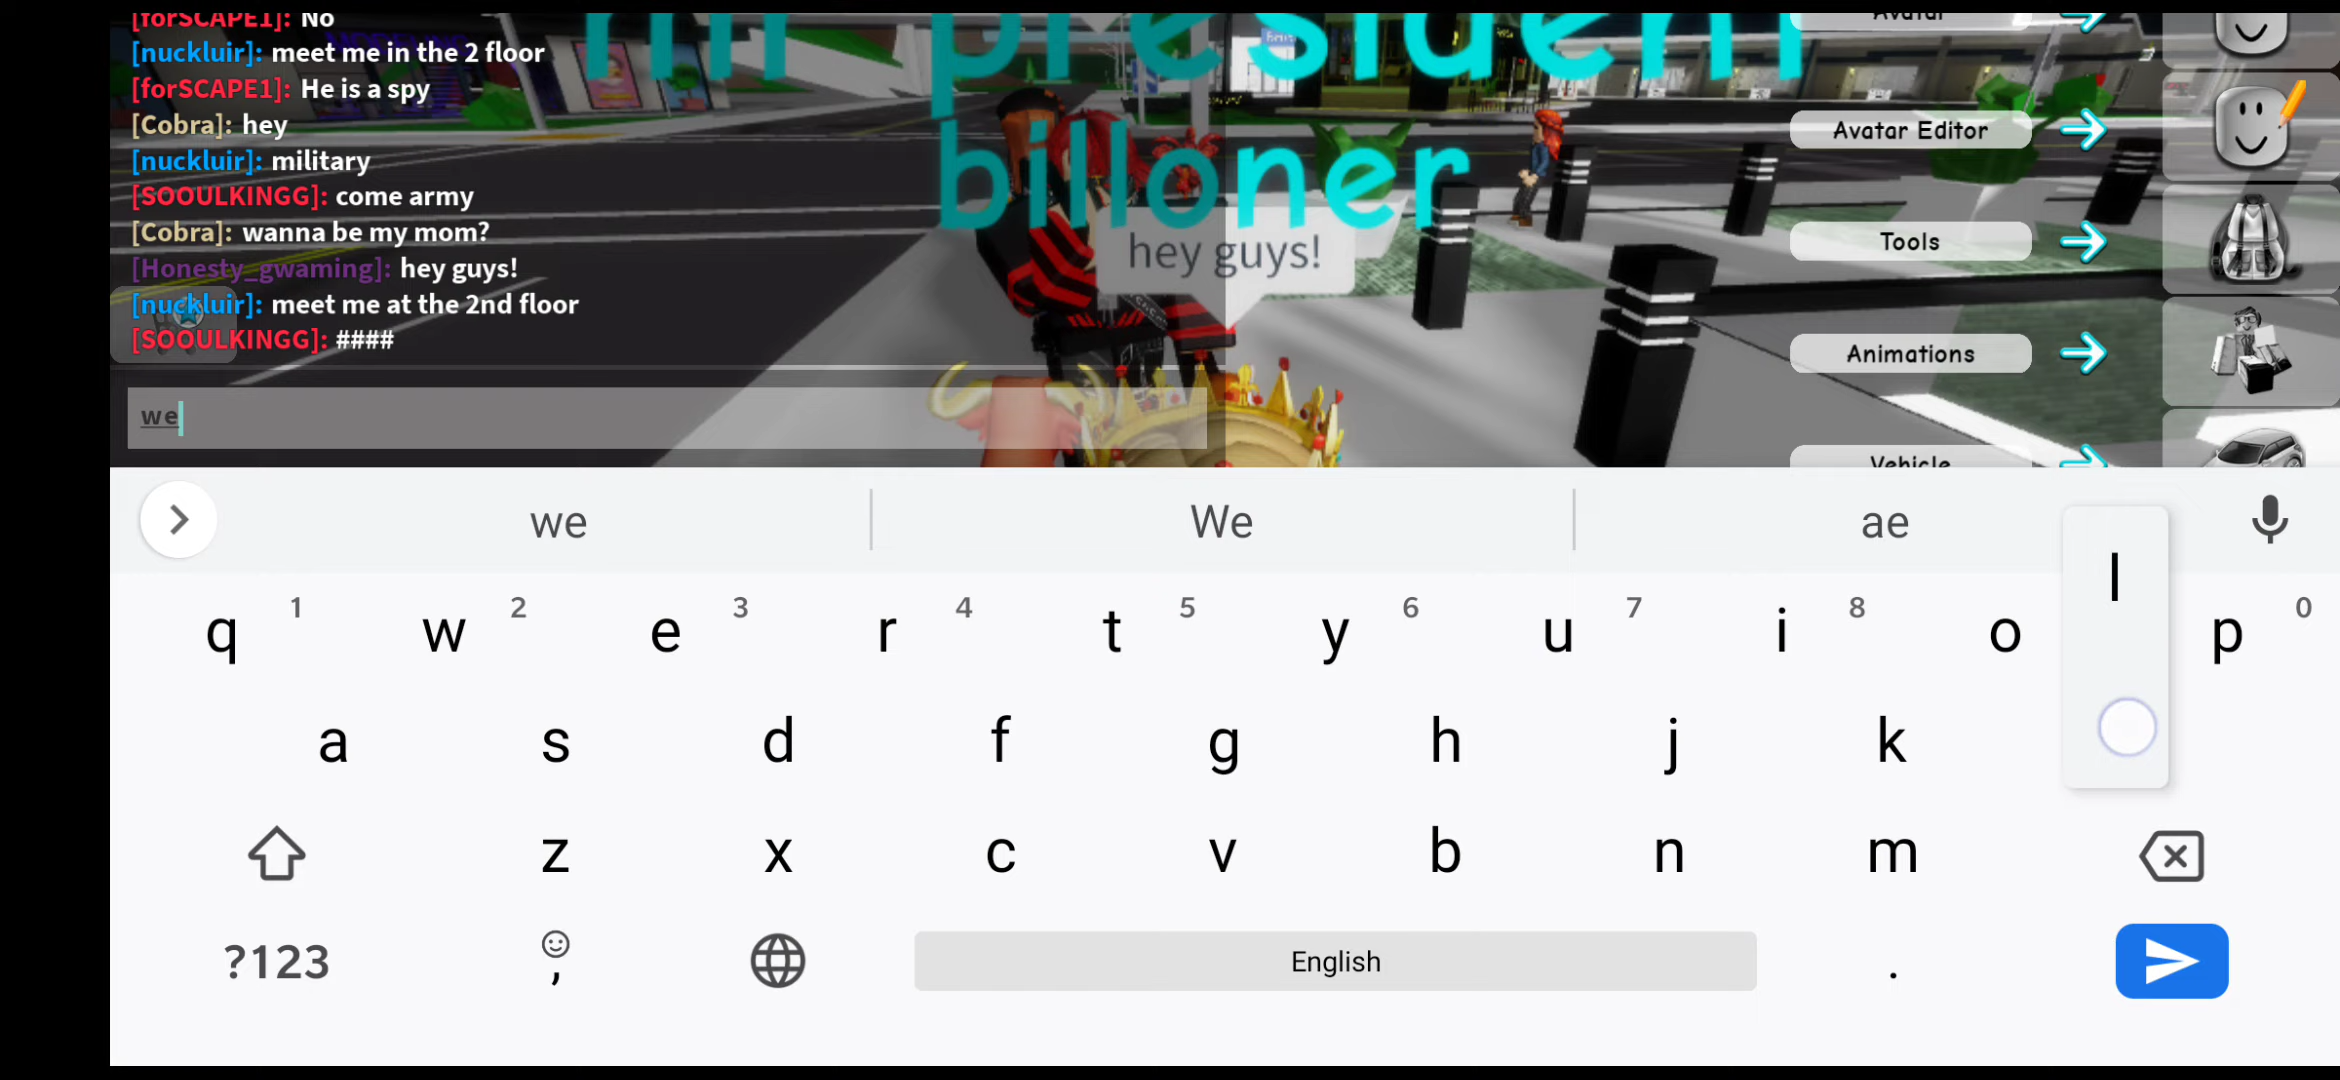 [forSCAPE1]: No
[nuckluir]: meet me in the 2 floor
[forSCAPE1]: He is a spy
[Cobra]: hey
[nuckluir]: military
[SOOULKINGG]: come army
[Cobra]: wanna be my mom?
[Honesty_gwaming]: hey guys!
[nuckluir]: meet me at the 2nd floor
[SOOULKINGG]: ####
president
billoner
hey guys!
Avatar
Avatar Editor
Tools
Animations
Vehicle
we
we We ae
q 1 w 2 e 3 r 4 t 5 y 6 u 7 i 8 o p 0
l
a s d f g h j k
z x c v b n m
?123 , English .